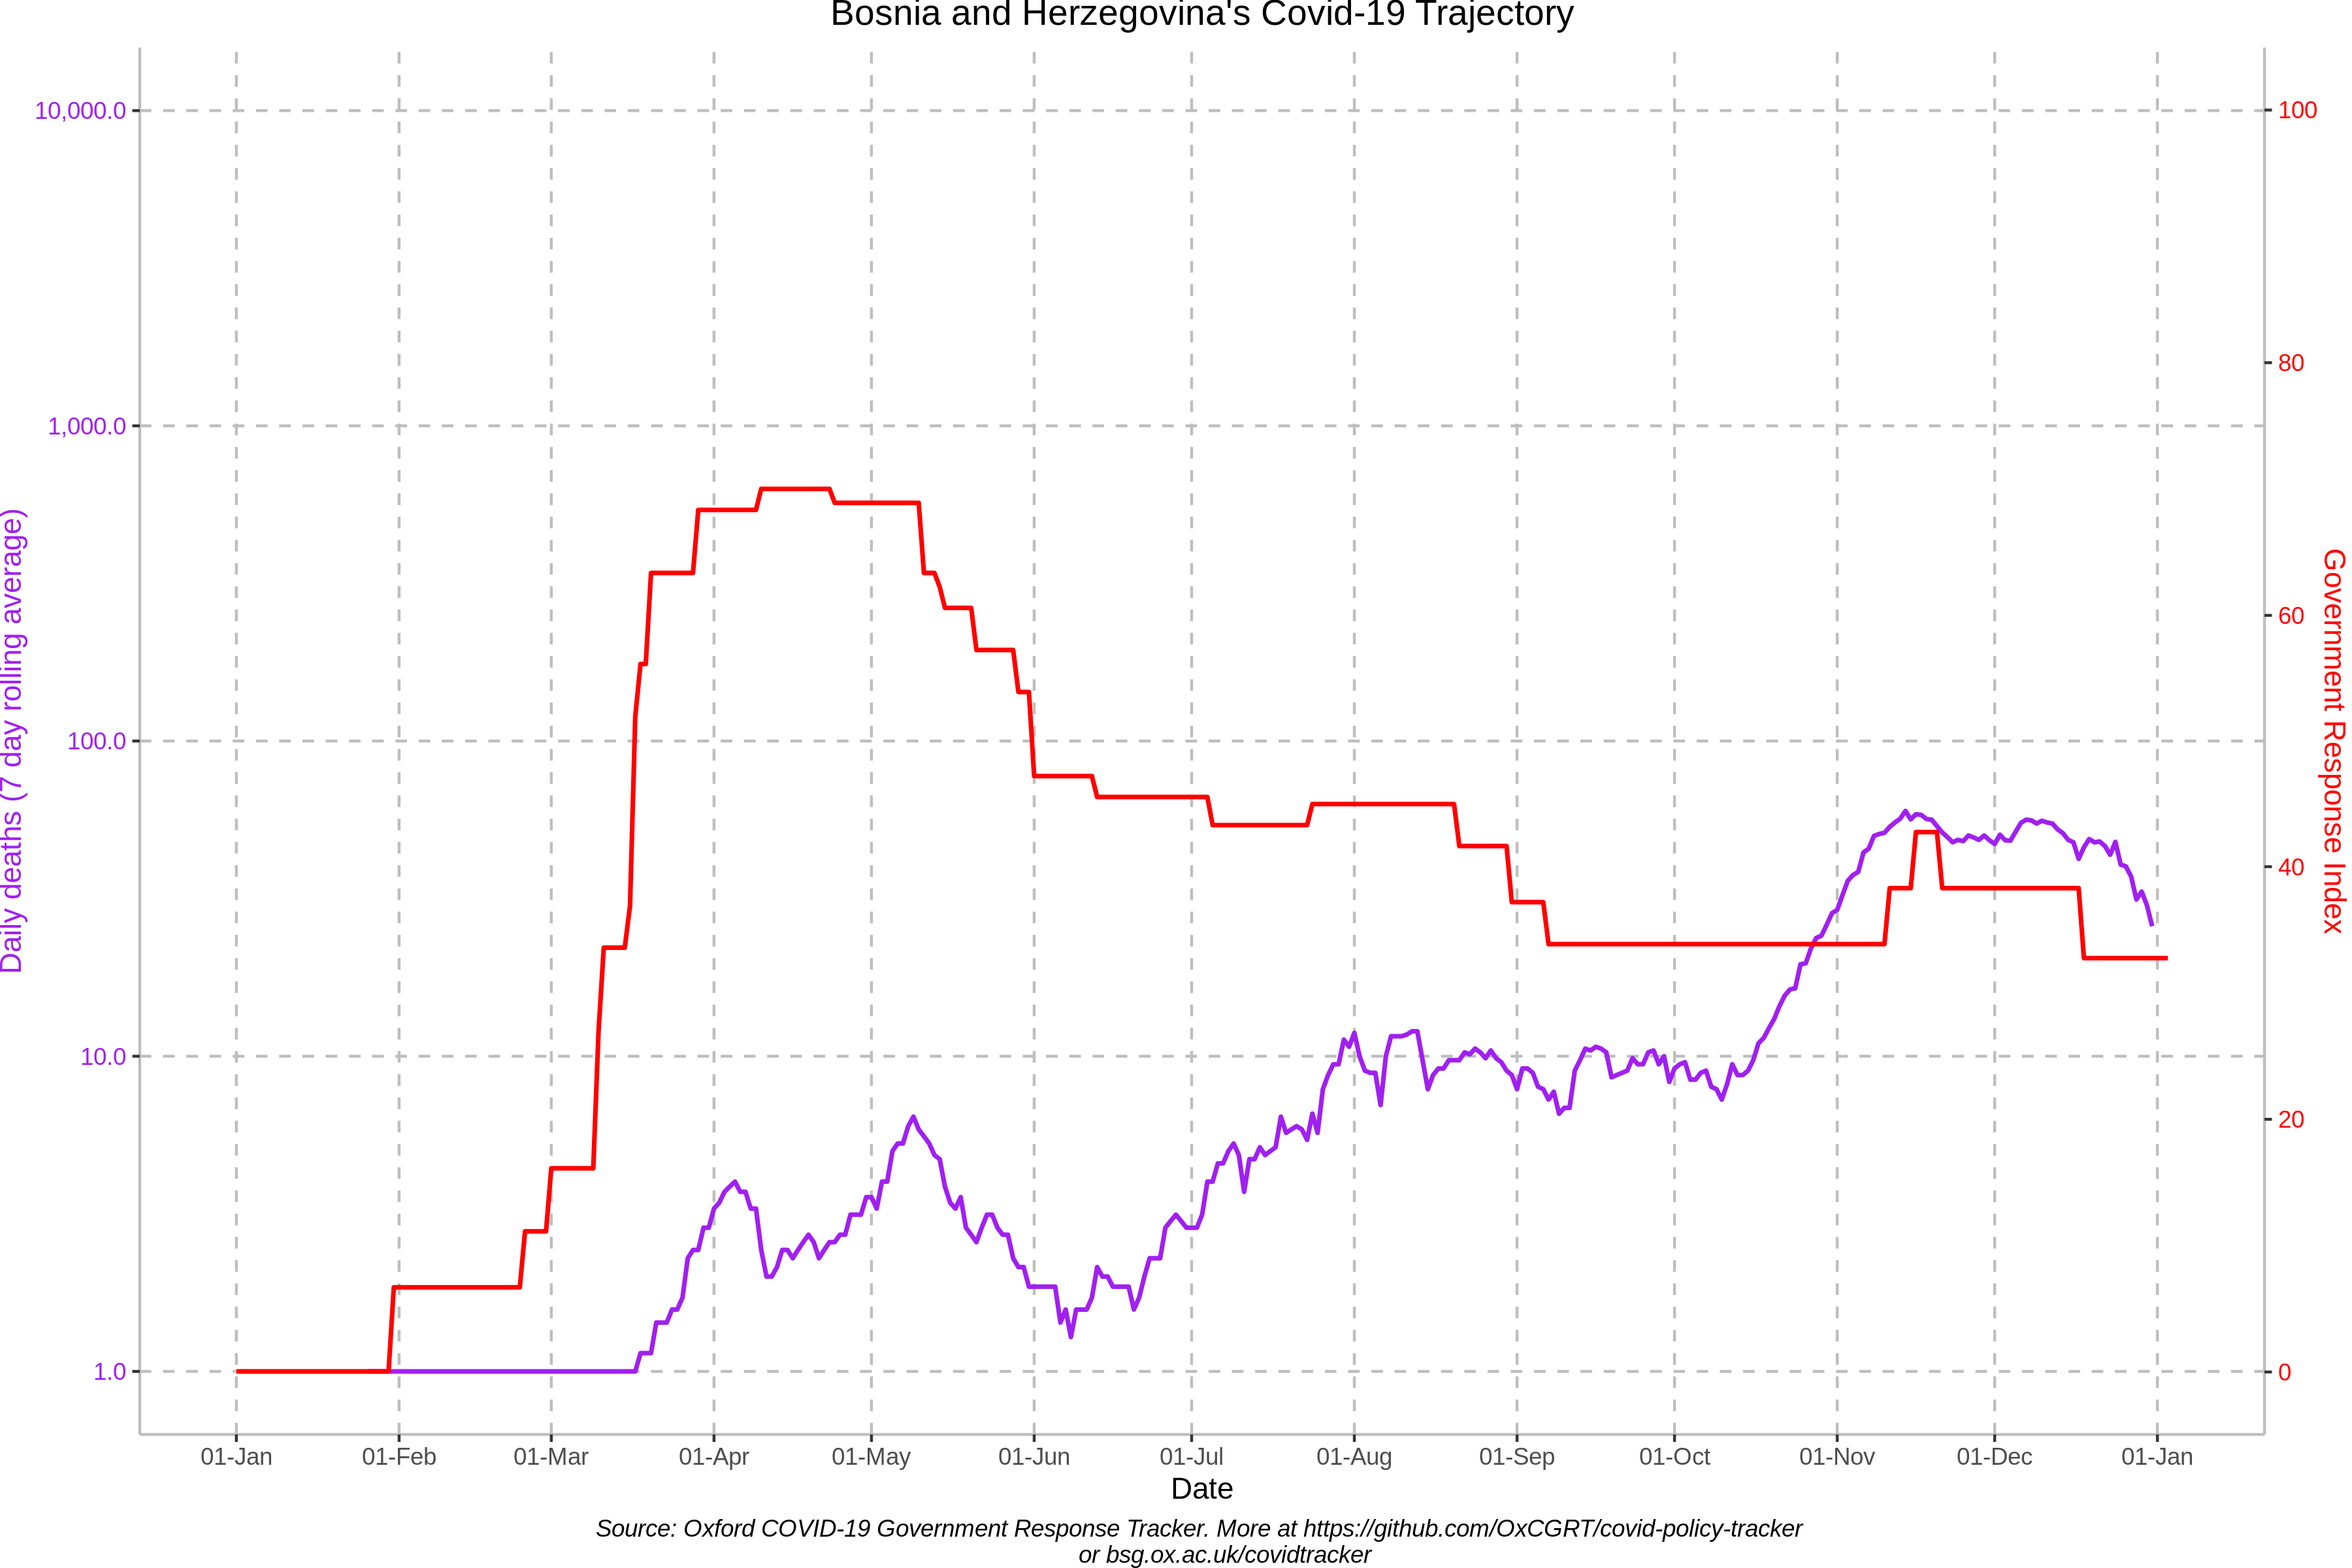 Bosnia and Herzegovina's Covid-19 Trajectory
10,000.0
1,000.0
100.0
10.0
1.0
Daily deaths (7 day rolling average)
100
80
60
40
20
0
Government Response Index
01-Jan 01-Feb 01-Mar 01-Apr 01-May 01-Jun 01-Jul 01-Aug 01-Sep 01-Oct 01-Nov 01-Dec 01-Jan
Date
Source: Oxford COVID-19 Government Response Tracker. More at https://github.com/OxCGRT/covid-policy-tracker
or bsg.ox.ac.uk/covidtracker